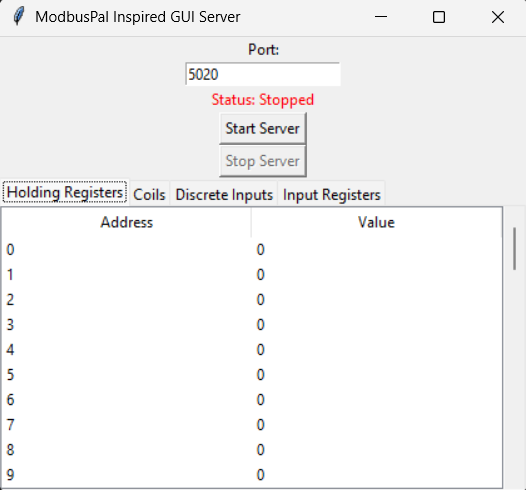 ModbusPal Inspired GUI Server
Port:
5020
Status: Stopped
Start Server
Stop Server
Holding Registers Coils Discrete Inputs Input Registers
Address Value
0 0
1 0
2 0
3 0
4 0
5 0
6 0
7 0
8 0
9 0